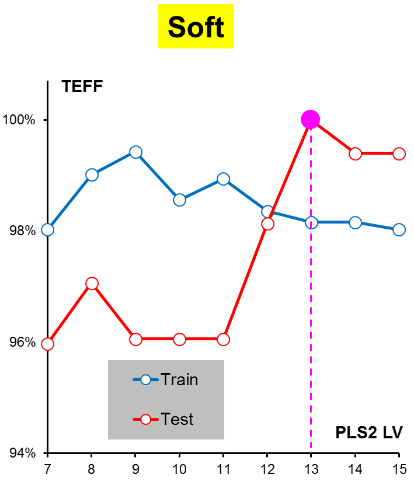 Soft
TEFF
100%
98%
96%
94%
Train
Test
PLS2 LV
7 8 9 10 11 12 13 14 15